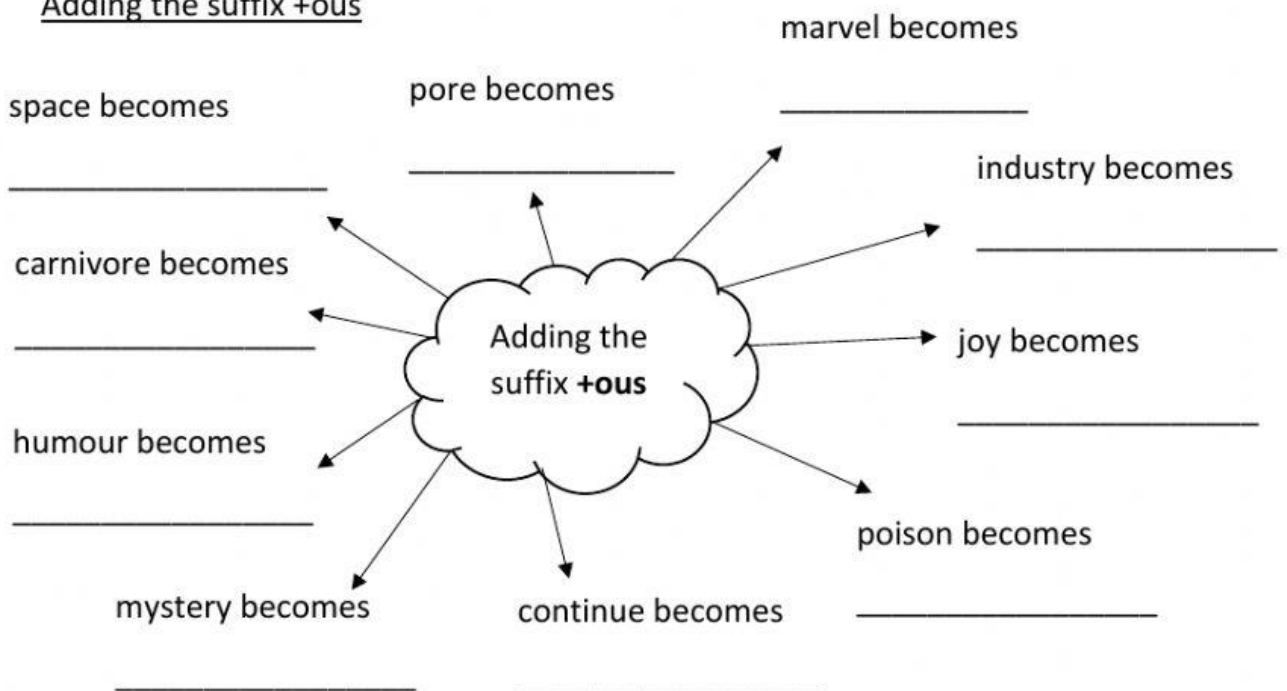 Adding the suffix +ous
marvel becomes
pore becomes
space becomes
industry becomes
carnivore becomes
Adding the
suffix +ous
joy becomes
humour becomes
poison becomes
mystery becomes
continue becomes